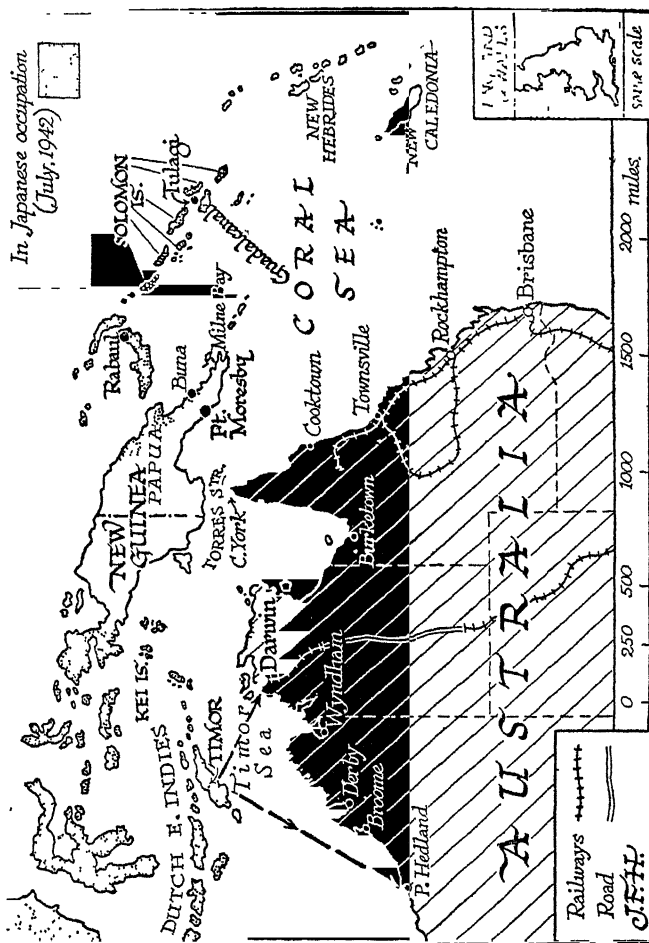 In Japanese occupation
(July, 1942)
SOLOMON
IS.
Tulagi
Guadalcanal
Rabaul
Buna
Milne Bay
Pt.
Moresby
NEW
GUINEA
PAPUA
TORRES STR.
C. York
KEI IS.
DUTCH E. INDIES
TIMOR
Timor
Sea
CORAL
SEA
NEW
HEBRIDES
NEW
CALEDONIA
Cooktown
Townsville
Rockhampton
Brisbane
Burketown
Darwin
Wyndham
Derby
Broome
P. Hedland
AUSTRALIA
Railways
Road
J.F.H.
0 250 500 1000 1500 2000 miles.
scale